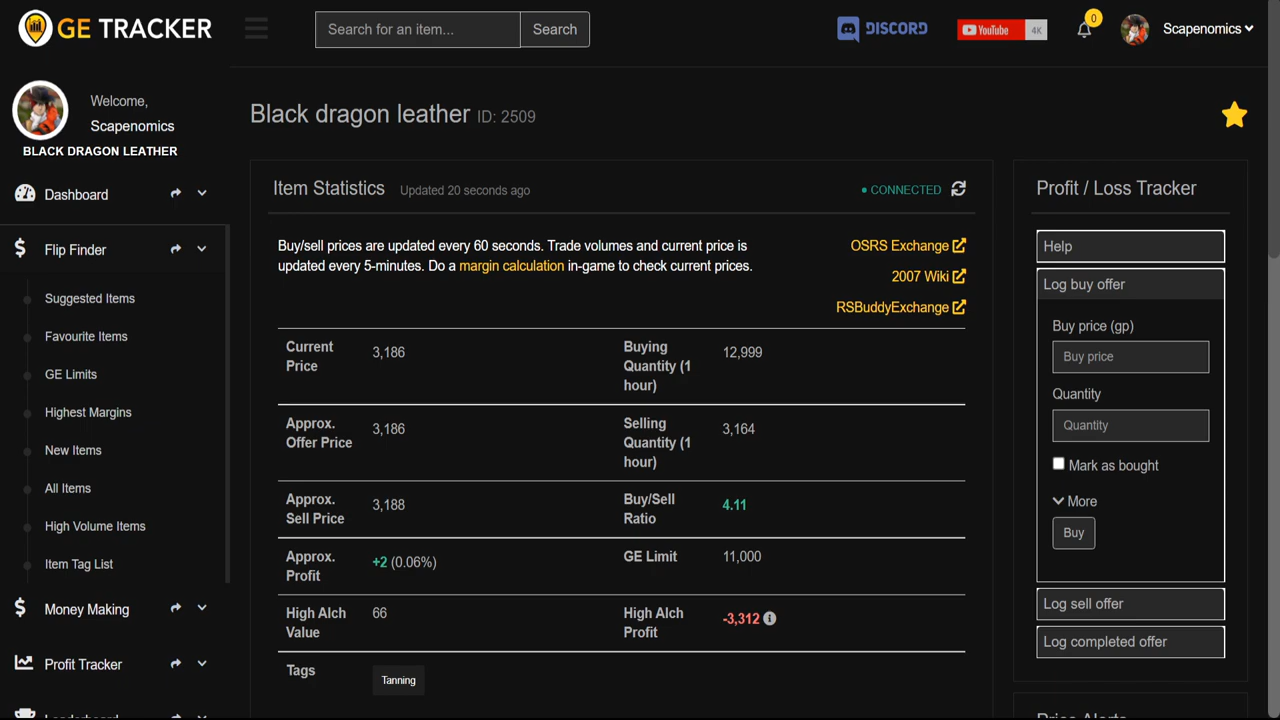 GE TRACKER
Search for an item...
Search
DISCORD
YouTube 4K
0
Scapenomics
Welcome,
Scapenomics
BLACK DRAGON LEATHER
Dashboard
Flip Finder
Suggested Items
Favourite Items
GE Limits
Highest Margins
New Items
All Items
High Volume Items
Item Tag List
Money Making
Profit Tracker
Leaderboard
Black dragon leather ID: 2509
Item Statistics Updated 20 seconds ago
CONNECTED
Buy/sell prices are updated every 60 seconds. Trade volumes and current price is
updated every 5-minutes. Do a margin calculation in-game to check current prices.
OSRS Exchange
2007 Wiki
RSBuddyExchange
Current
Price
3,186
Buying
Quantity (1
hour)
12,999
Approx.
Offer Price
3,186
Selling
Quantity (1
hour)
3,164
Approx.
Sell Price
3,188
Buy/Sell
Ratio
4.11
Approx.
Profit
+2 (0.06%)
GE Limit
11,000
High Alch
Value
66
High Alch
Profit
-3,312
Tags
Tanning
Profit / Loss Tracker
Help
Log buy offer
Buy price (gp)
Buy price
Quantity
Quantity
Mark as bought
More
Buy
Log sell offer
Log completed offer
Price Alerts